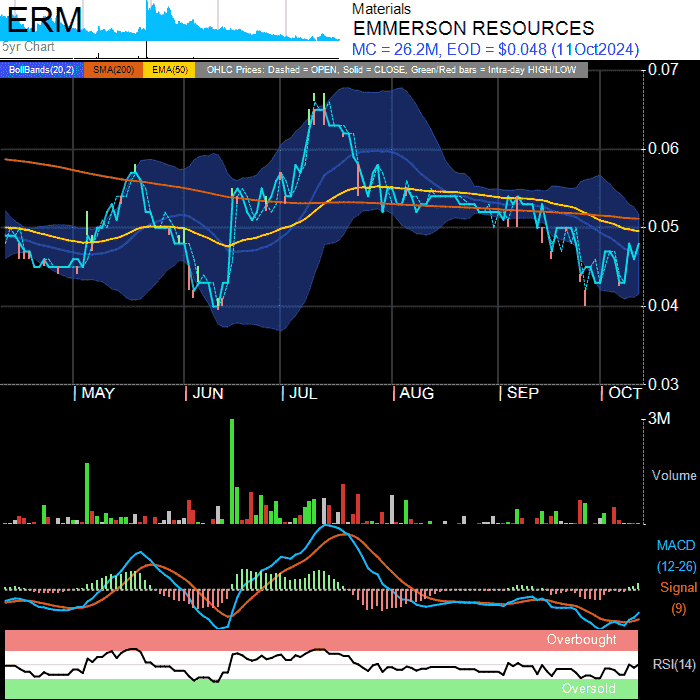 ERM
5yr Chart
Materials
EMMERSON RESOURCES
MC = 26.2M, EOD = $0.048 (11Oct2024)
BollBands(20,2) SMA(200) EMA(50) OHLC Prices: Dashed = OPEN, Solid = CLOSE, Green/Red bars = Intra-day HIGH/LOW
0.07
0.06
0.05
0.04
0.03
MAY JUN JUL AUG SEP OCT
3M
Volume
MACD
(12-26)
Signal
(9)
0%
Overbought
RSI(14)
Oversold